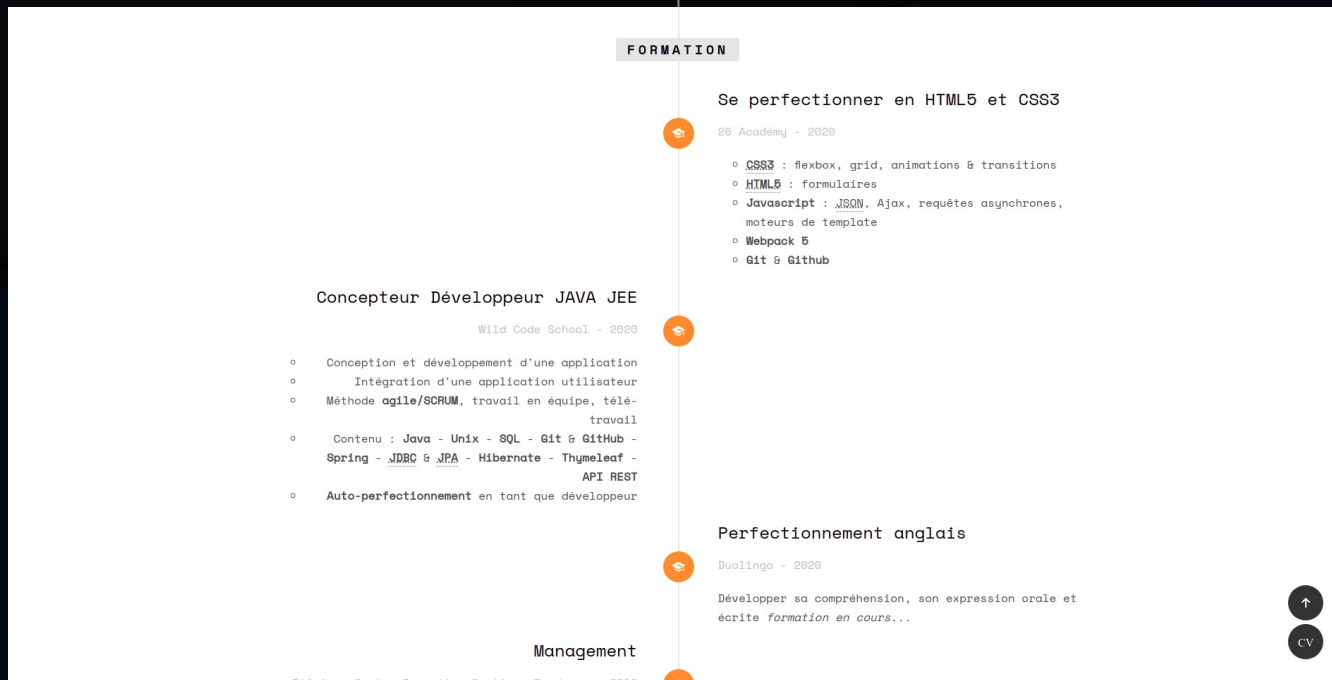 FORMATION
Se perfectionner en HTML5 et CSS3
26 Académy - 2020
CSS3 : flexbox, grid, animations & transitions
HTML5 : formulaires
Javascript : JSON, Ajax, requêtes asynchrones,
moteurs de template
Webpack 5
Git & Github
Concepteur Développeur JAVA JEE
Wild Code School - 2020
Conception et développement d'une application
Intégration d'une application utilisateur
Méthode agile/SCRUM, travail en équipe, télé-
travail
Contenu : Java - Unix - SQL - Git & GitHub -
Spring - JDBC & JPA - Hibernate - Thymeleaf -
API REST
Auto-perfectionnement en tant que développeur
Perfectionnement anglais
Duolingo - 2020
Développer sa compréhension, son expression orale et
écrite formation en cours...
Management
CV